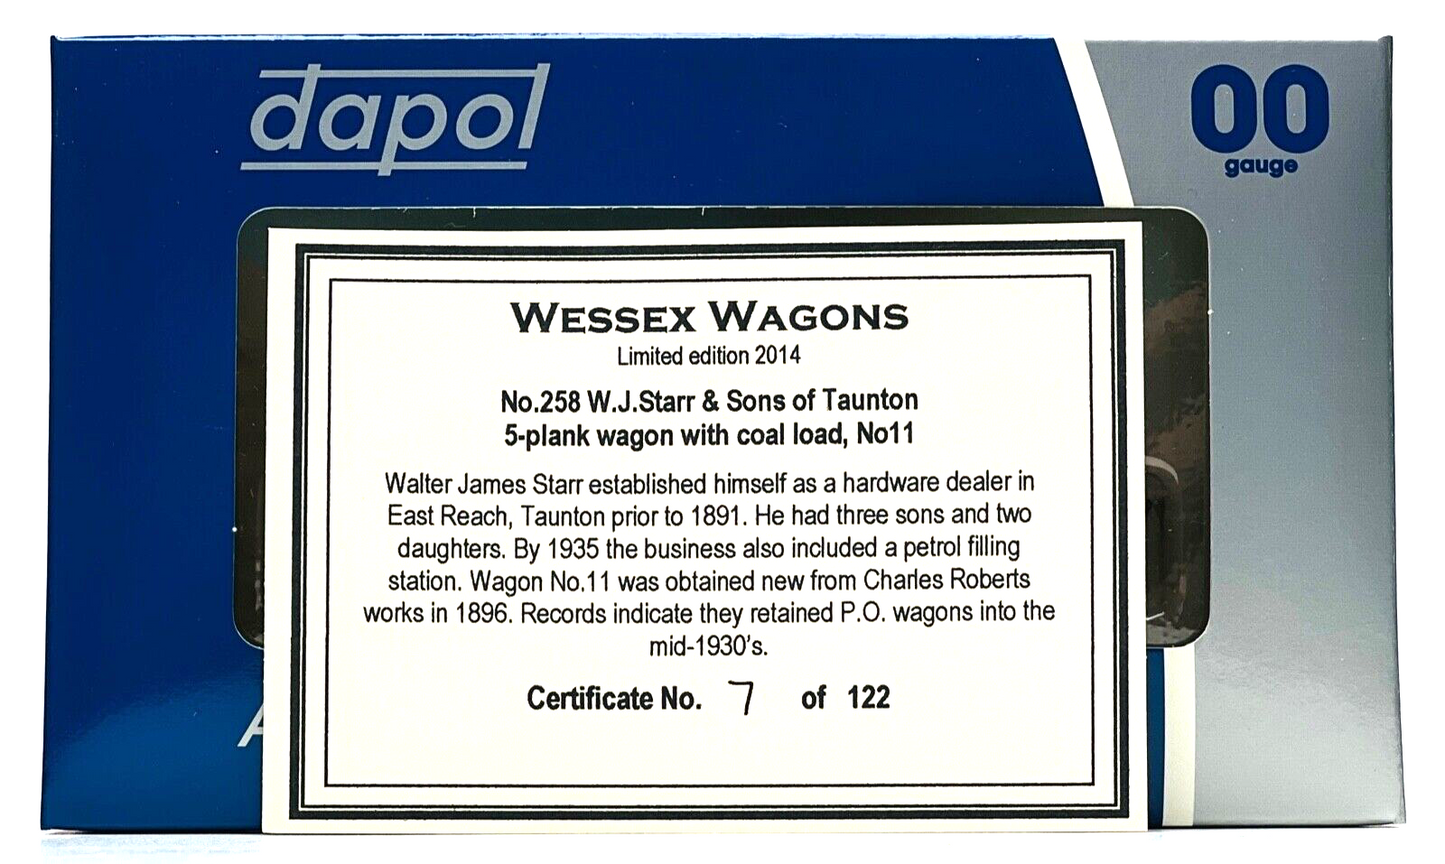 dapol
00
gauge
WESSEX WAGONS
Limited edition 2014
No.258 W.J.Starr & Sons of Taunton
5-plank wagon with coal load, No11
Walter James Starr established himself as a hardware dealer in
East Reach, Taunton prior to 1891. He had three sons and two
daughters. By 1935 the business also included a petrol filling
station. Wagon No.11 was obtained new from Charles Roberts
works in 1896. Records indicate they retained P.O. wagons into the
mid-1930's.
Certificate No. 7 of 122